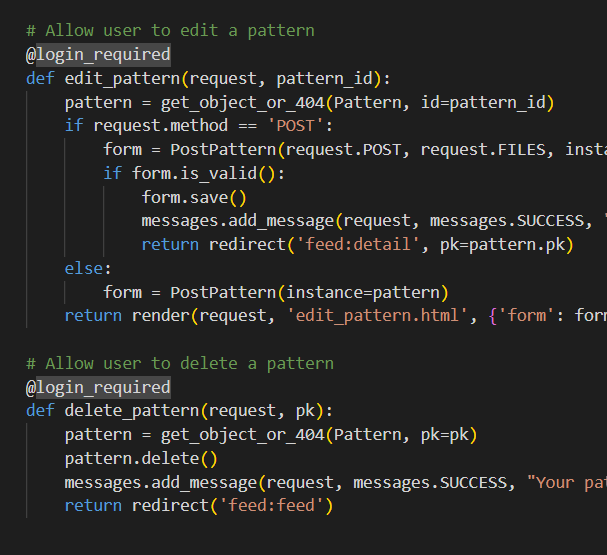 # Allow user to edit a pattern
@login_required
def edit_pattern(request, pattern_id):
    pattern = get_object_or_404(Pattern, id=pattern_id)
    if request.method == 'POST':
        form = PostPattern(request.POST, request.FILES, insta
        if form.is_valid():
            form.save()
            messages.add_message(request, messages.SUCCESS, "
            return redirect('feed:detail', pk=pattern.pk)
    else:
        form = PostPattern(instance=pattern)
    return render(request, 'edit_pattern.html', {'form': form
# Allow user to delete a pattern
@login_required
def delete_pattern(request, pk):
    pattern = get_object_or_404(Pattern, pk=pk)
    pattern.delete()
    messages.add_message(request, messages.SUCCESS, "Your pat
    return redirect('feed:feed')